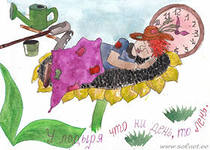 У лодыря что ни день, то лень.
www.solnet.ee